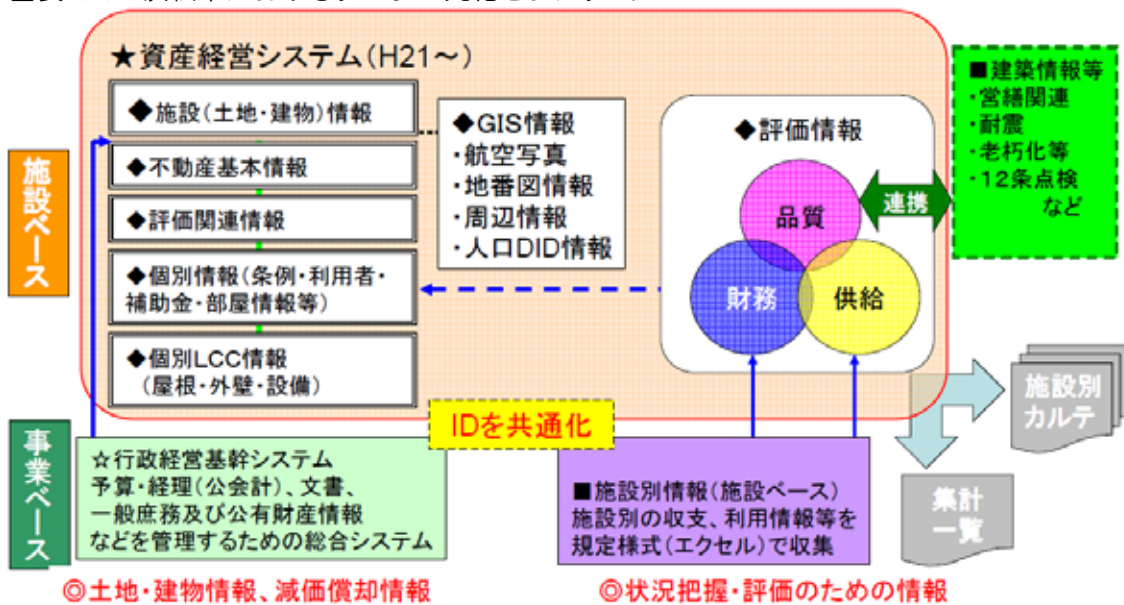 ★資産経営システム(H21～)
◆施設(土地・建物)情報
◆不動産基本情報
◆評価関連情報
◆個別情報(条例・利用者・
補助金・部屋情報等)
◆個別LCC情報
(屋根・外壁・設備)
◆GIS情報
・航空写真
・地番図情報
・周辺情報
・人口DID情報
◆評価情報
品質
財務
供給
連携
■建築情報等
・営繕関連
・耐震
・老朽化等
・12条点検
など
施設ベース
事業ベース
IDを共通化
☆行政経営基幹システム
予算・経理(公会計)、文書、
一般庶務及び公有財産情報
などを管理するための総合システム
■施設別情報(施設ベース)
施設別の収支、利用情報等を
規定様式(エクセル)で収集
施設別
カルテ
集計
一覧
◎土地・建物情報、減価償却情報
◎状況把握・評価のための情報